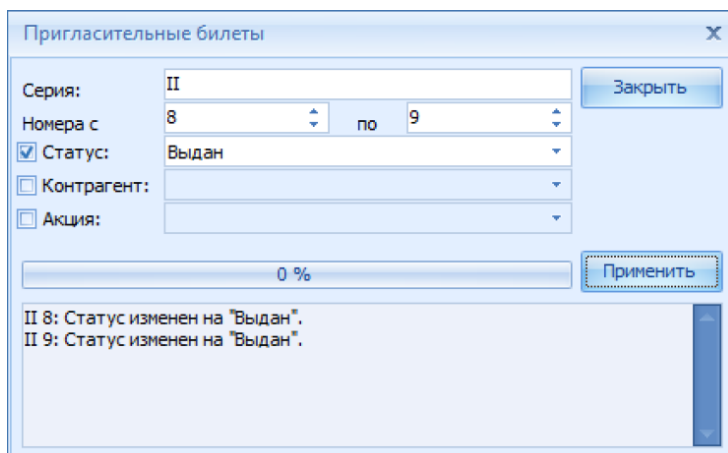 Пригласительные билеты
Серия: II Закрыть
Номера с 8 по 9
Статус: Выдан
Контрагент:
Акция:
0 % Применить
II 8: Статус изменен на "Выдан".
II 9: Статус изменен на "Выдан".